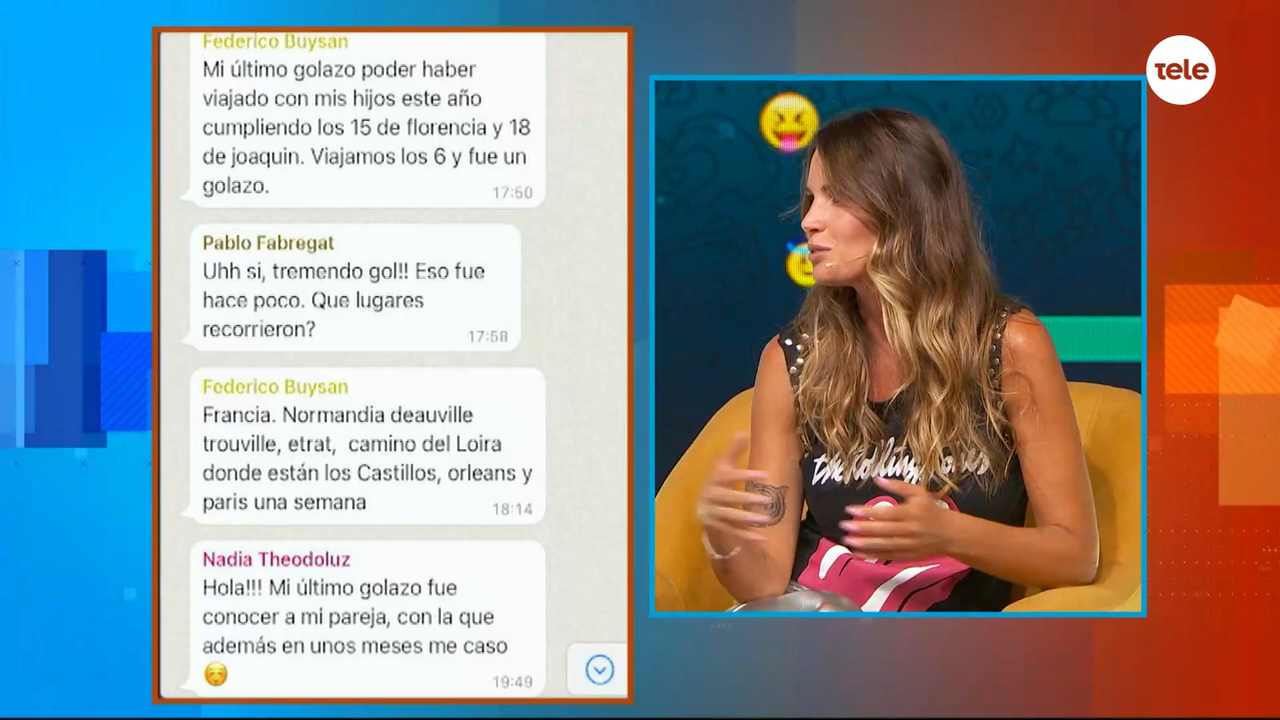 Federico Buysan
Mi último golazo poder haber
viajado con mis hijos este año
cumpliendo los 15 de florencia y 18
de joaquin. Viajamos los 6 y fue un
golazo.
17:50
Pablo Fabregat
Uhh si, tremendo gol!! Eso fue
hace poco. Que lugares
recorrieron?
17:58
Federico Buysan
Francia. Normandia deauville
trouville, etrat, camino del Loira
donde están los Castillos, orleans y
paris una semana
18:14
Nadia Theodoluz
Hola!!! Mi último golazo fue
conocer a mi pareja, con la que
además en unos meses me caso
☺️
19:49
tele
the Rolling Stones